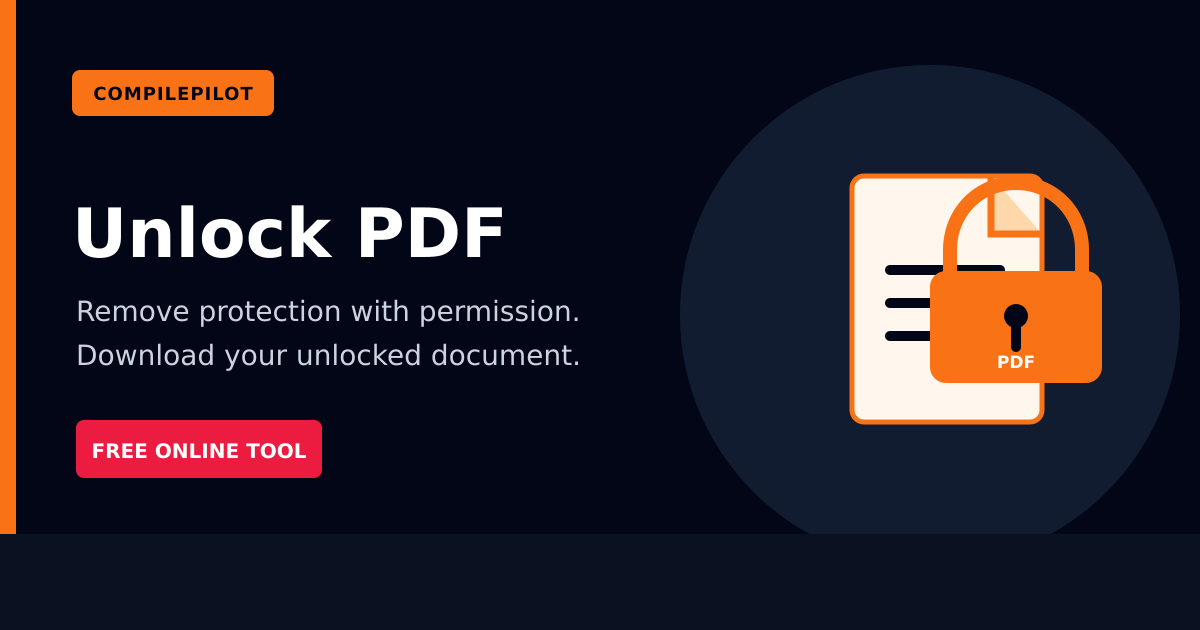 COMPILEPILOT
Unlock PDF
Remove protection with permission.
Download your unlocked document.
FREE ONLINE TOOL
PDF